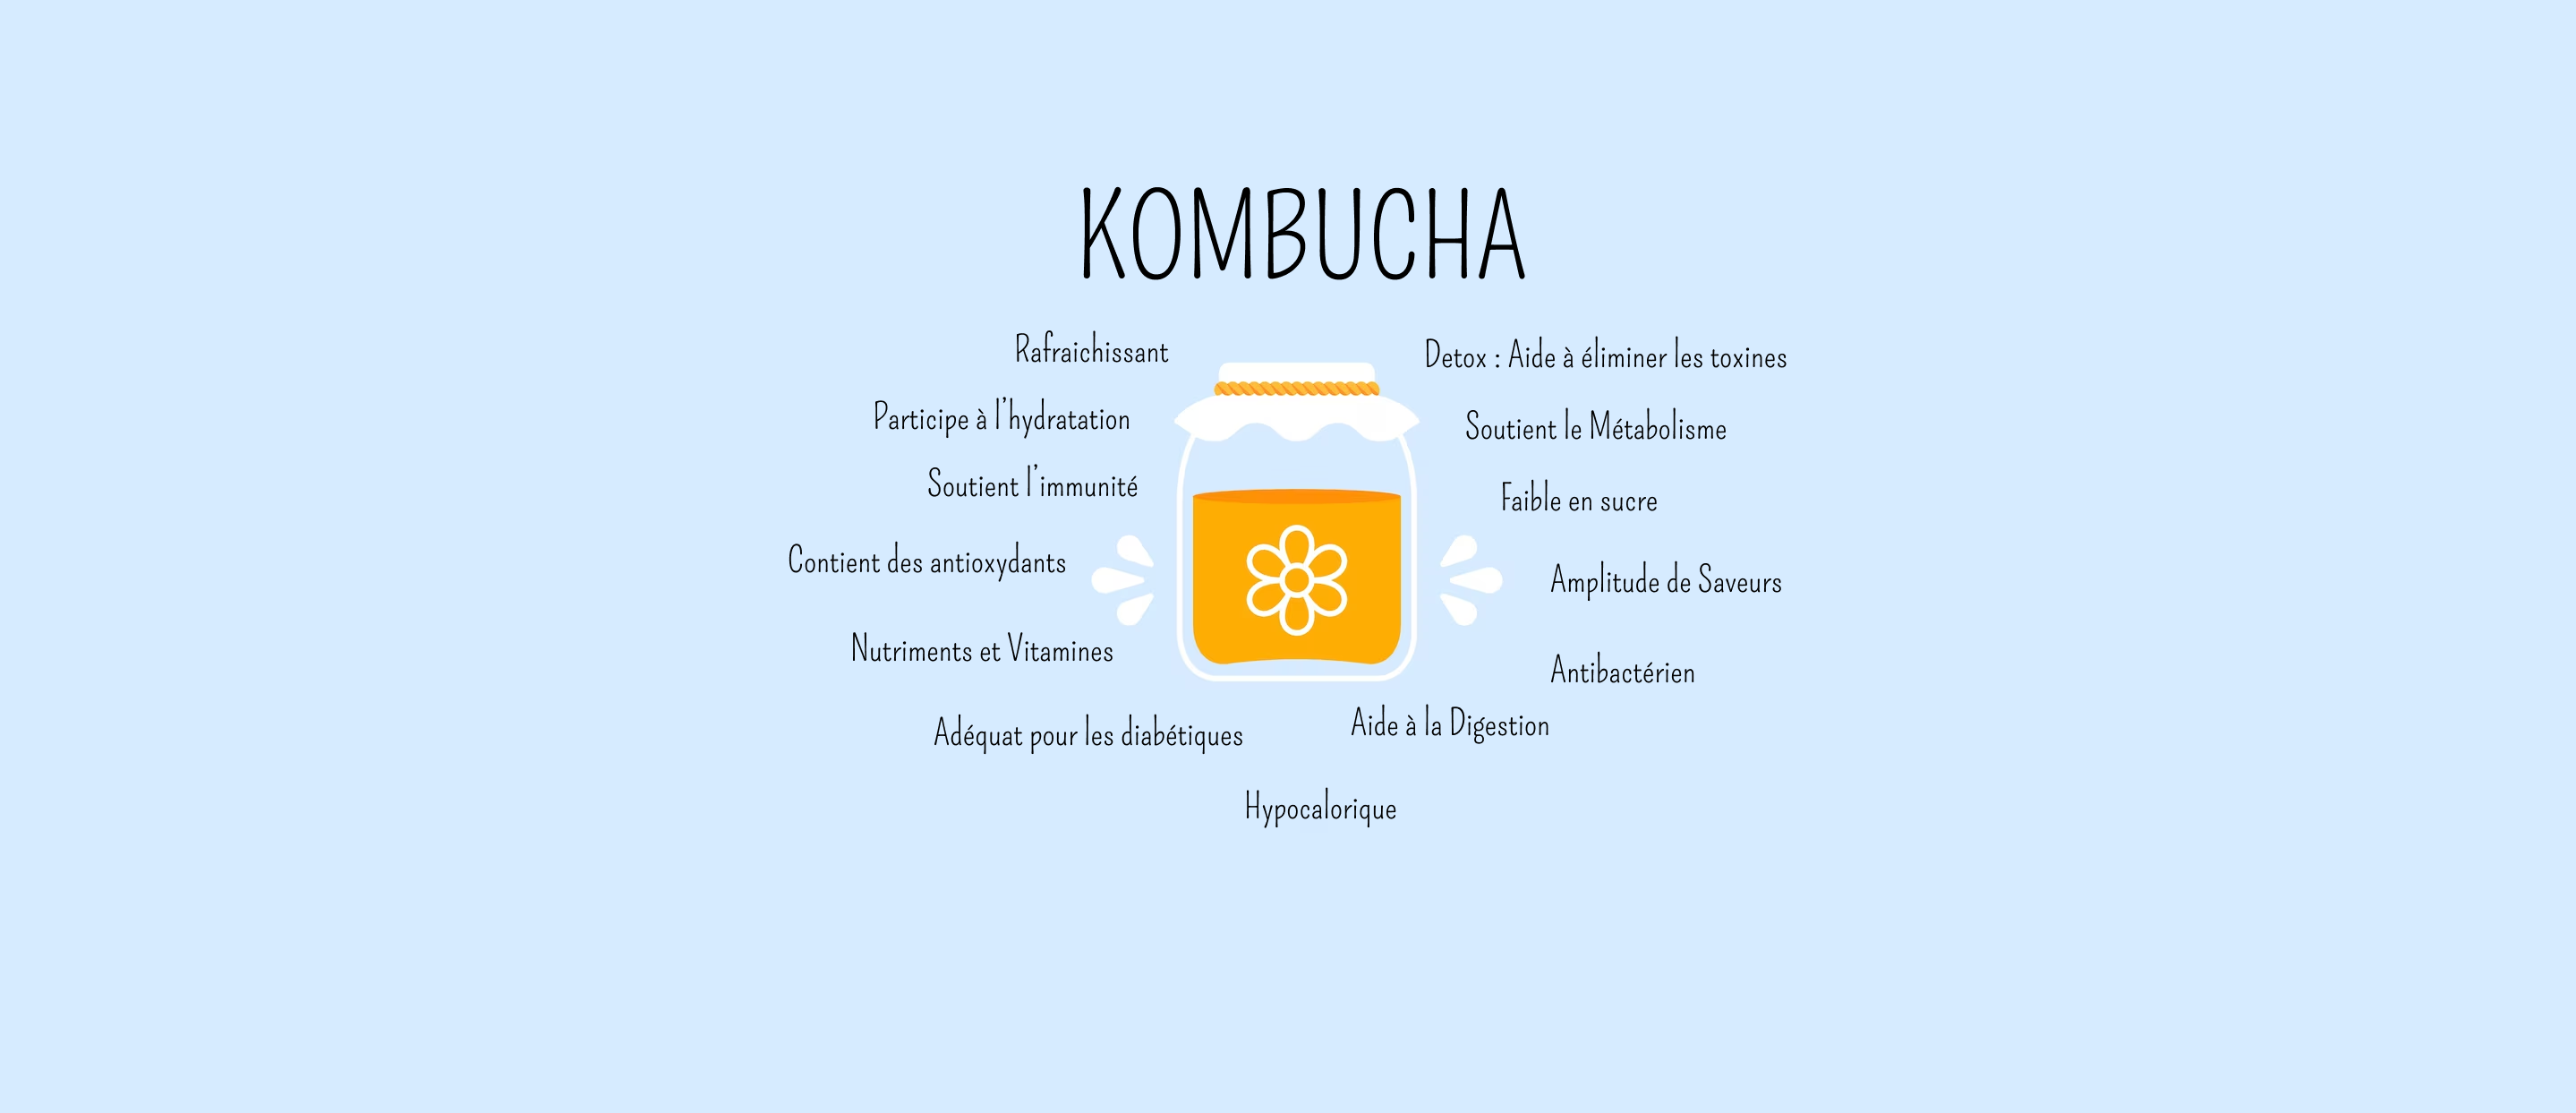 KOMBUCHA
Rafraichissant
Detox : Aide à éliminer les toxines
Participe à l'hydratation
Soutient le Métabolisme
Soutient l'immunité
Faible en sucre
Contient des antioxydants
Amplitude de Saveurs
Nutriments et Vitamines
Antibactérien
Adéquat pour les diabétiques
Aide à la Digestion
Hypocalorique